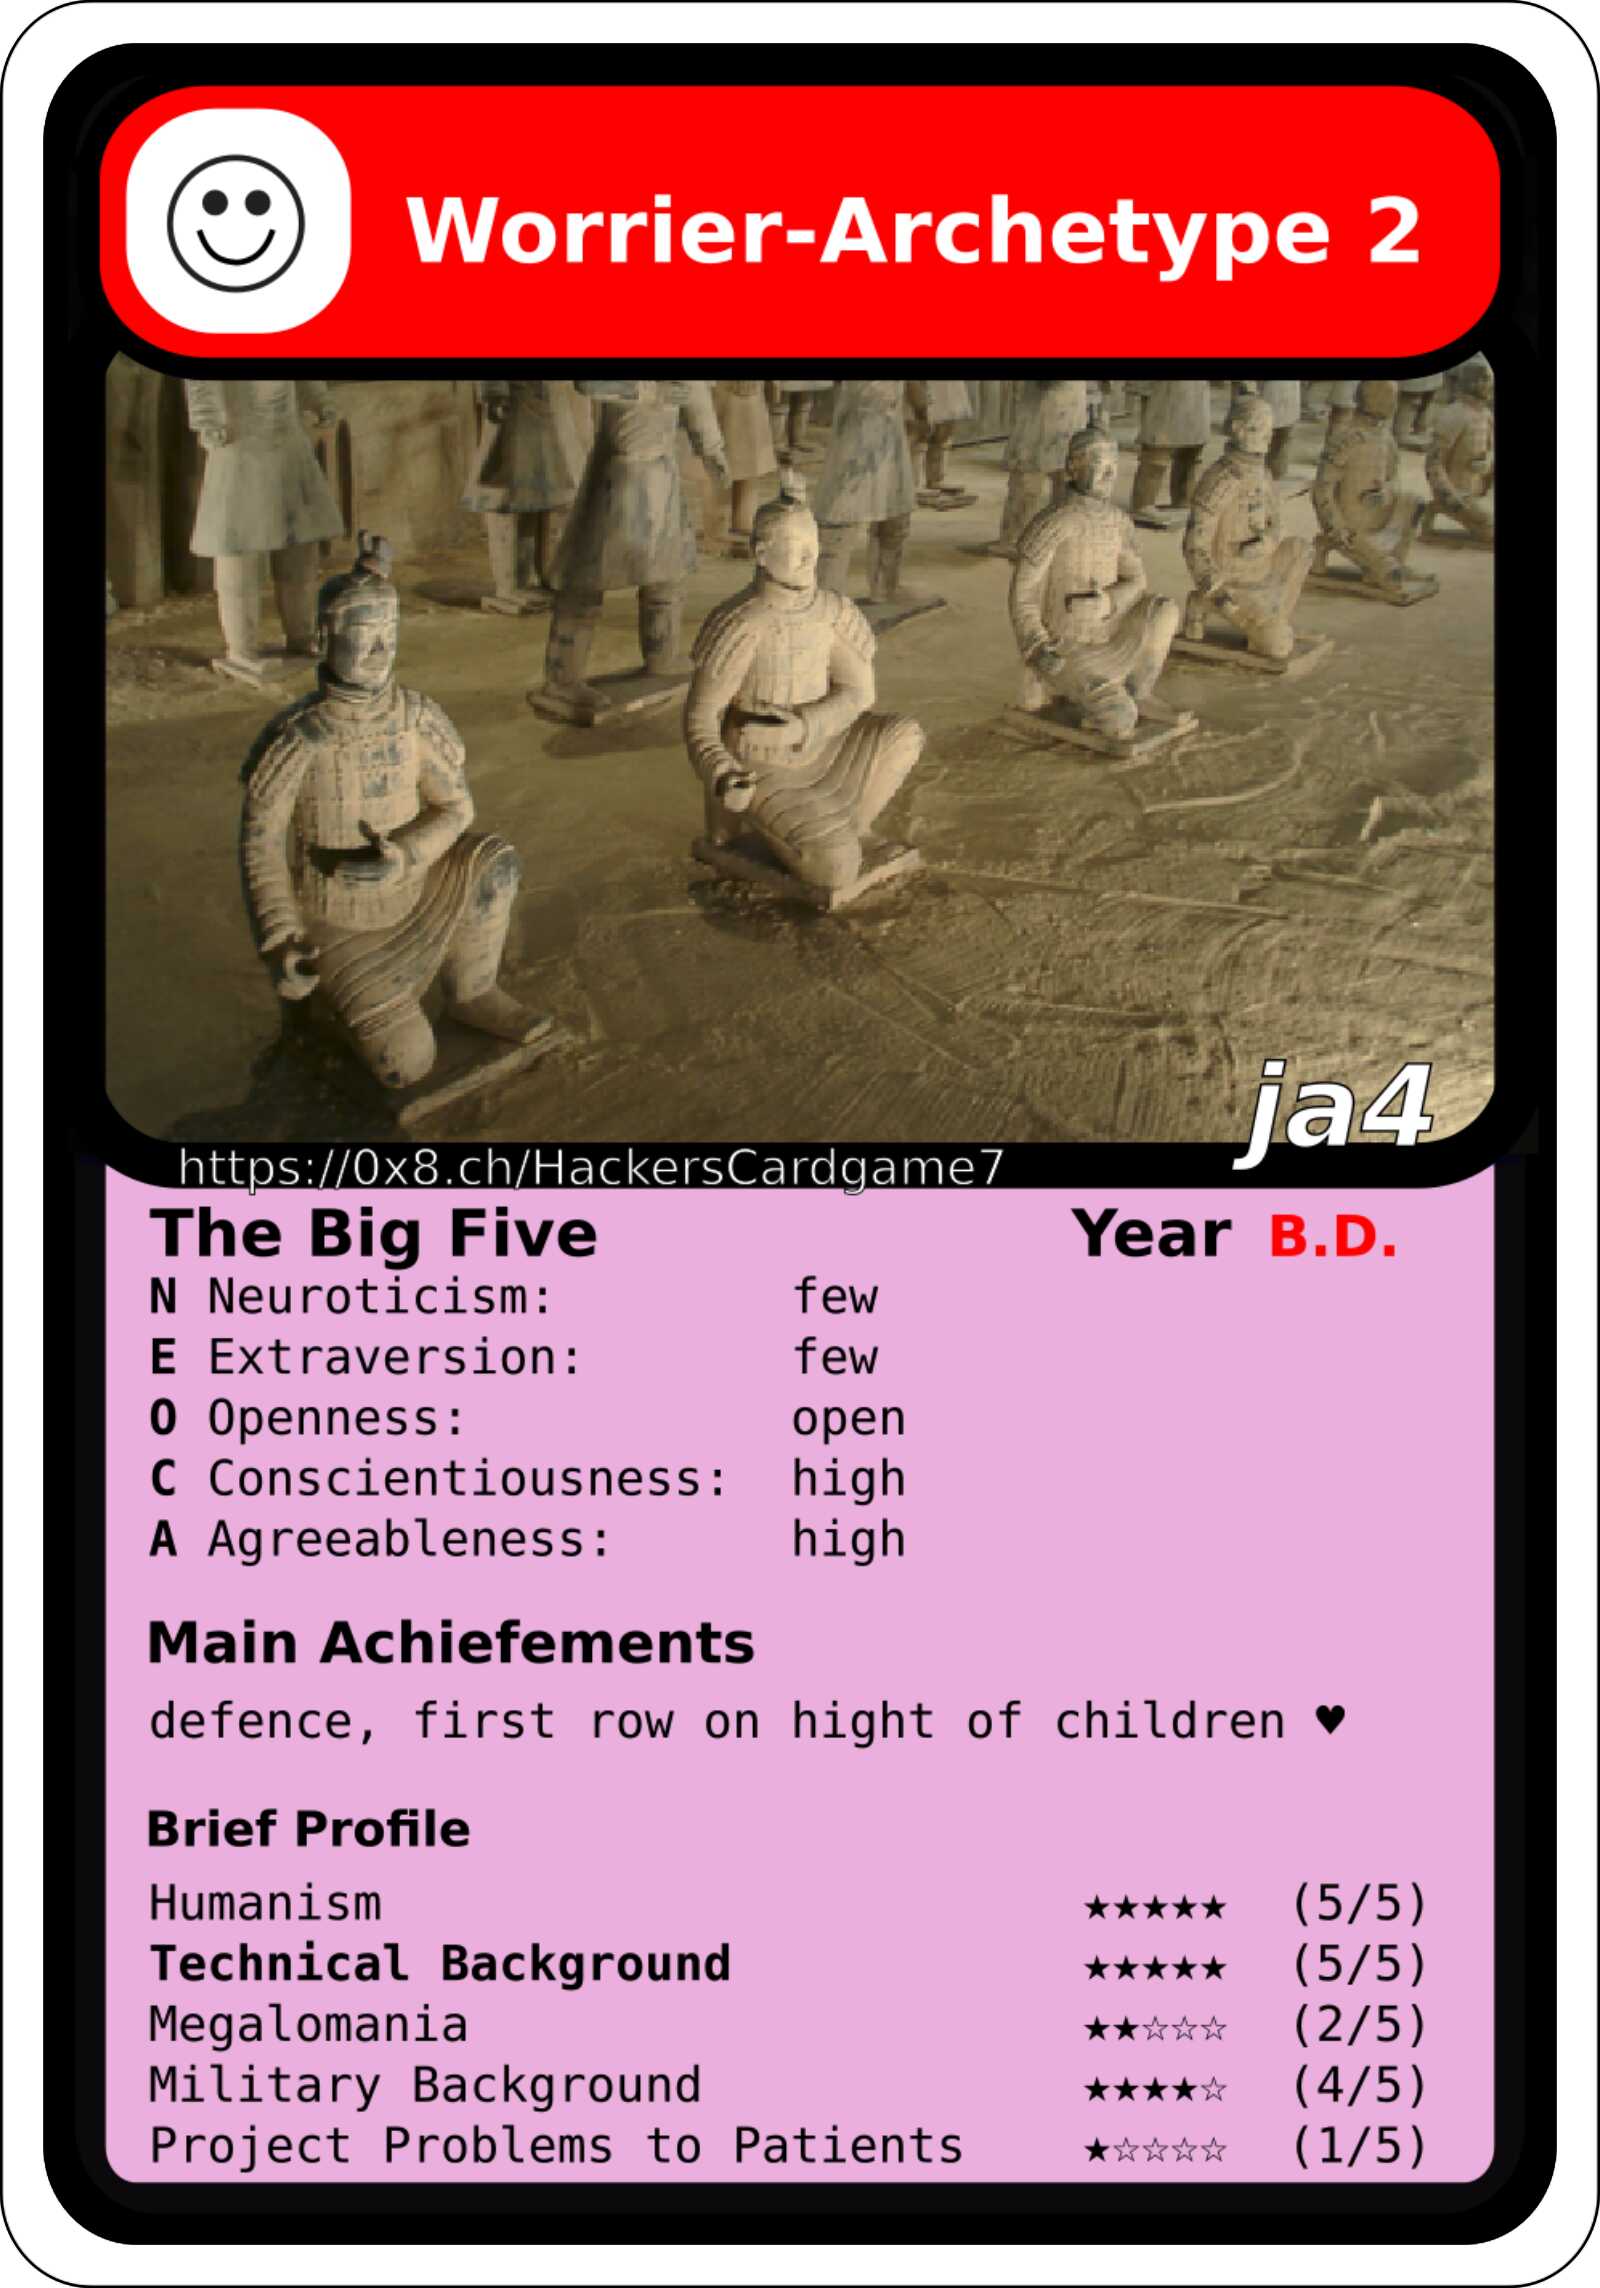 Worrier-Archetype 2
ja4
https://0x8.ch/HackersCardgame7
The Big Five Year B.D.
N Neuroticism: few
E Extraversion: few
O Openness: open
C Conscientiousness: high
A Agreeableness: high
Main Achiefements
defence, first row on hight of children ♥
Brief Profile
Humanism ★★★★★ (5/5)
Technical Background ★★★★★ (5/5)
Megalomania ★★☆☆☆ (2/5)
Military Background ★★★★☆ (4/5)
Project Problems to Patients ★☆☆☆☆ (1/5)